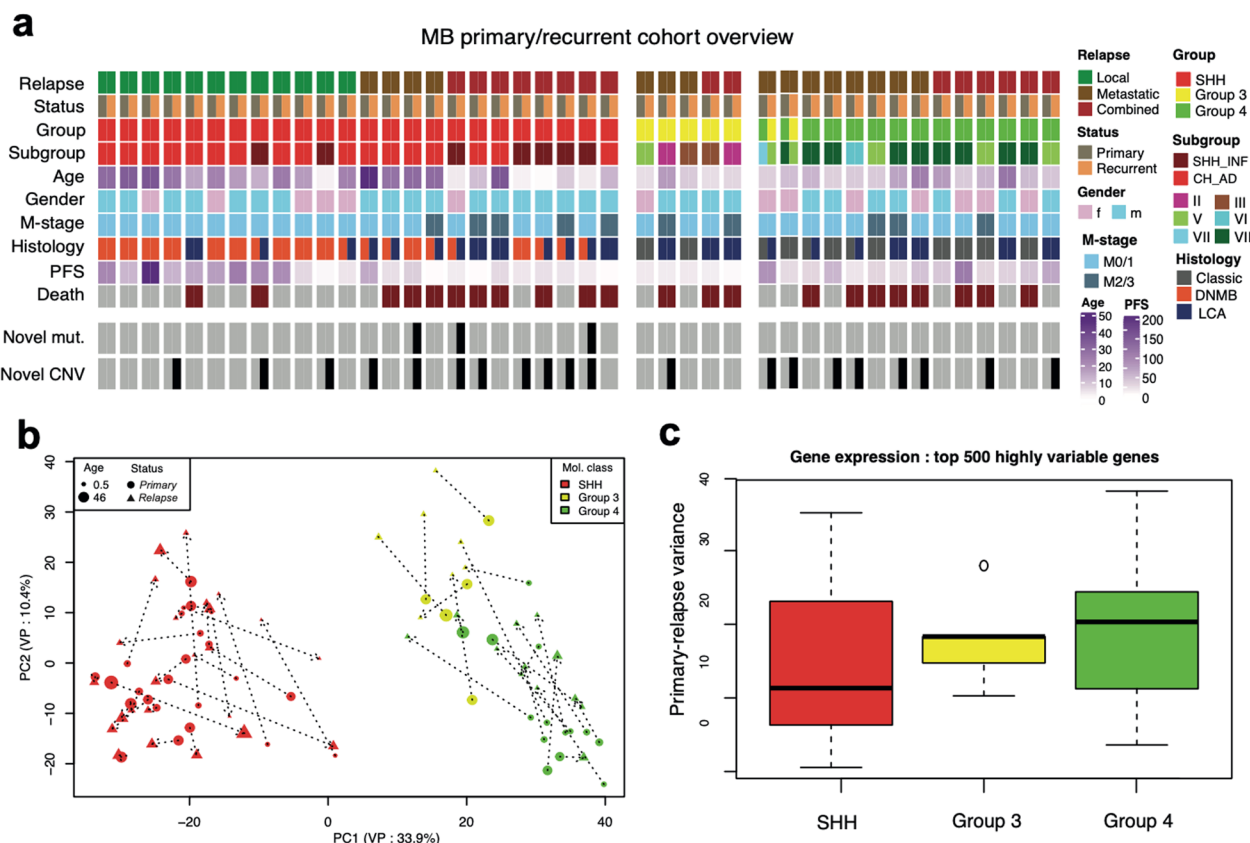 a
MB primary/recurrent cohort overview
Relapse
Status
Group
Subgroup
Age
Gender
M-stage
Histology
PFS
Death
Novel mut.
Novel CNV
Relapse
Local
Metastatic
Combined
Status
Primary
Recurrent
Gender
f m
M-stage
M0/1
M2/3
Age PFS
50 200
40 150
30
20 100
10 50
0 0
Group
SHH
Group 3
Group 4
Subgroup
SHH_INF
CH_AD
II III
V VI
VII VII
Histology
Classic
DNMB
LCA
b
Age Status
0.5 Primary
46 Relapse
Mol. class
SHH
Group 3
Group 4
PC2 (VP : 10.4%)
40
30
20
10
0
−10
−20
−20 0 20 40
PC1 (VP : 33.9%)
c
Gene expression : top 500 highly variable genes
Primary-relapse variance
40
30
20
10
0
SHH Group 3 Group 4